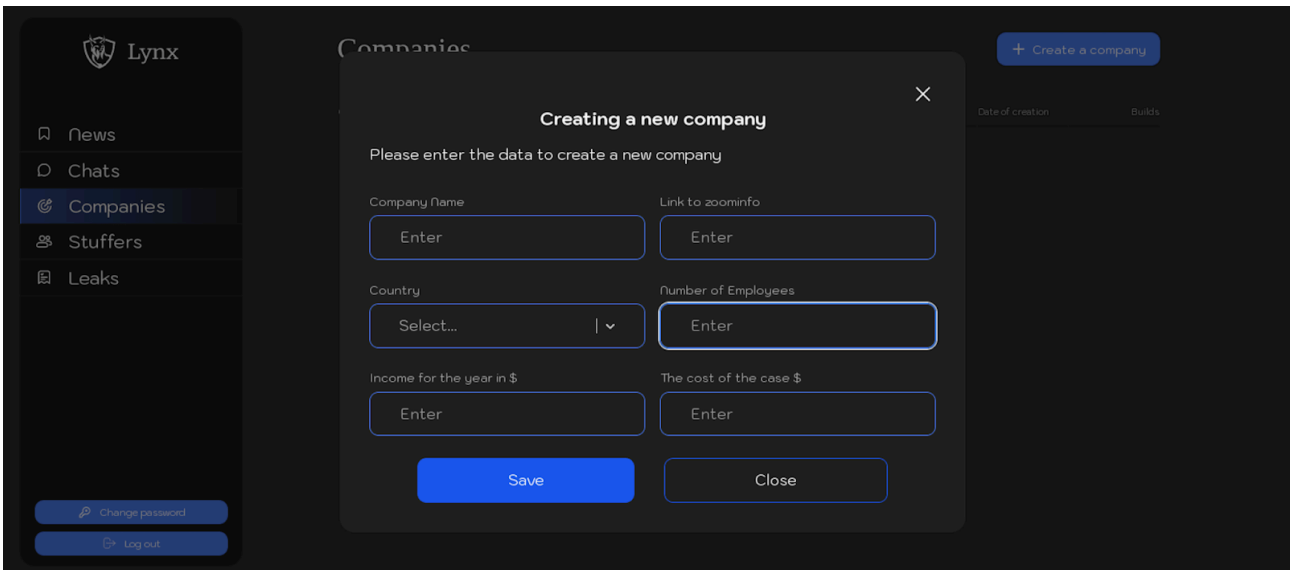 Lynx
News
Chats
Companies
Stuffers
Leaks
Change password
Log out
Companies
+ Create a company
Date of creation
Builds
Creating a new company
Please enter the data to create a new company
Company Name
Link to zoominfo
Enter
Enter
Country
Number of Employees
Select...
Enter
Income for the year in $
The cost of the case $
Enter
Enter
Save
Close